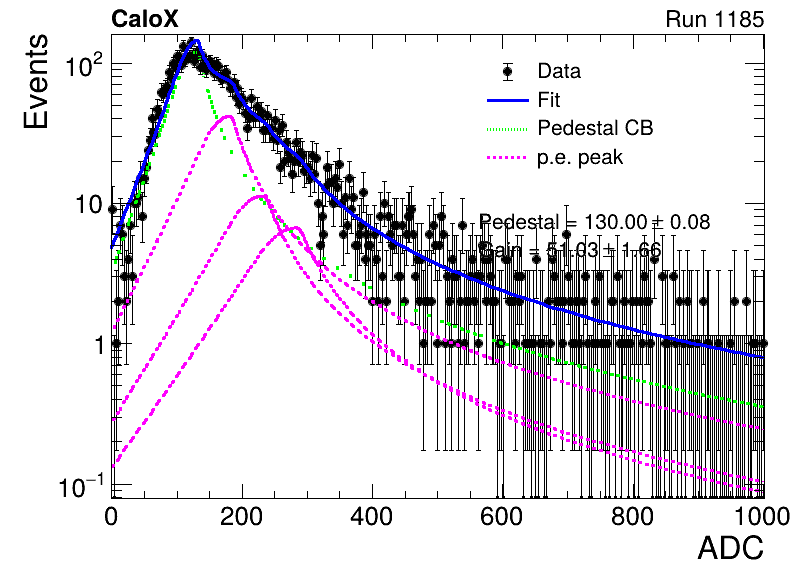 CaloX Run 1185
Events
10²
10
1
10⁻¹
Data
Fit
Pedestal CB
p.e. peak
Pedestal = 130.00 ± 0.08
Gain = 51.03 ± 1.66
0 200 400 600 800 1000
ADC